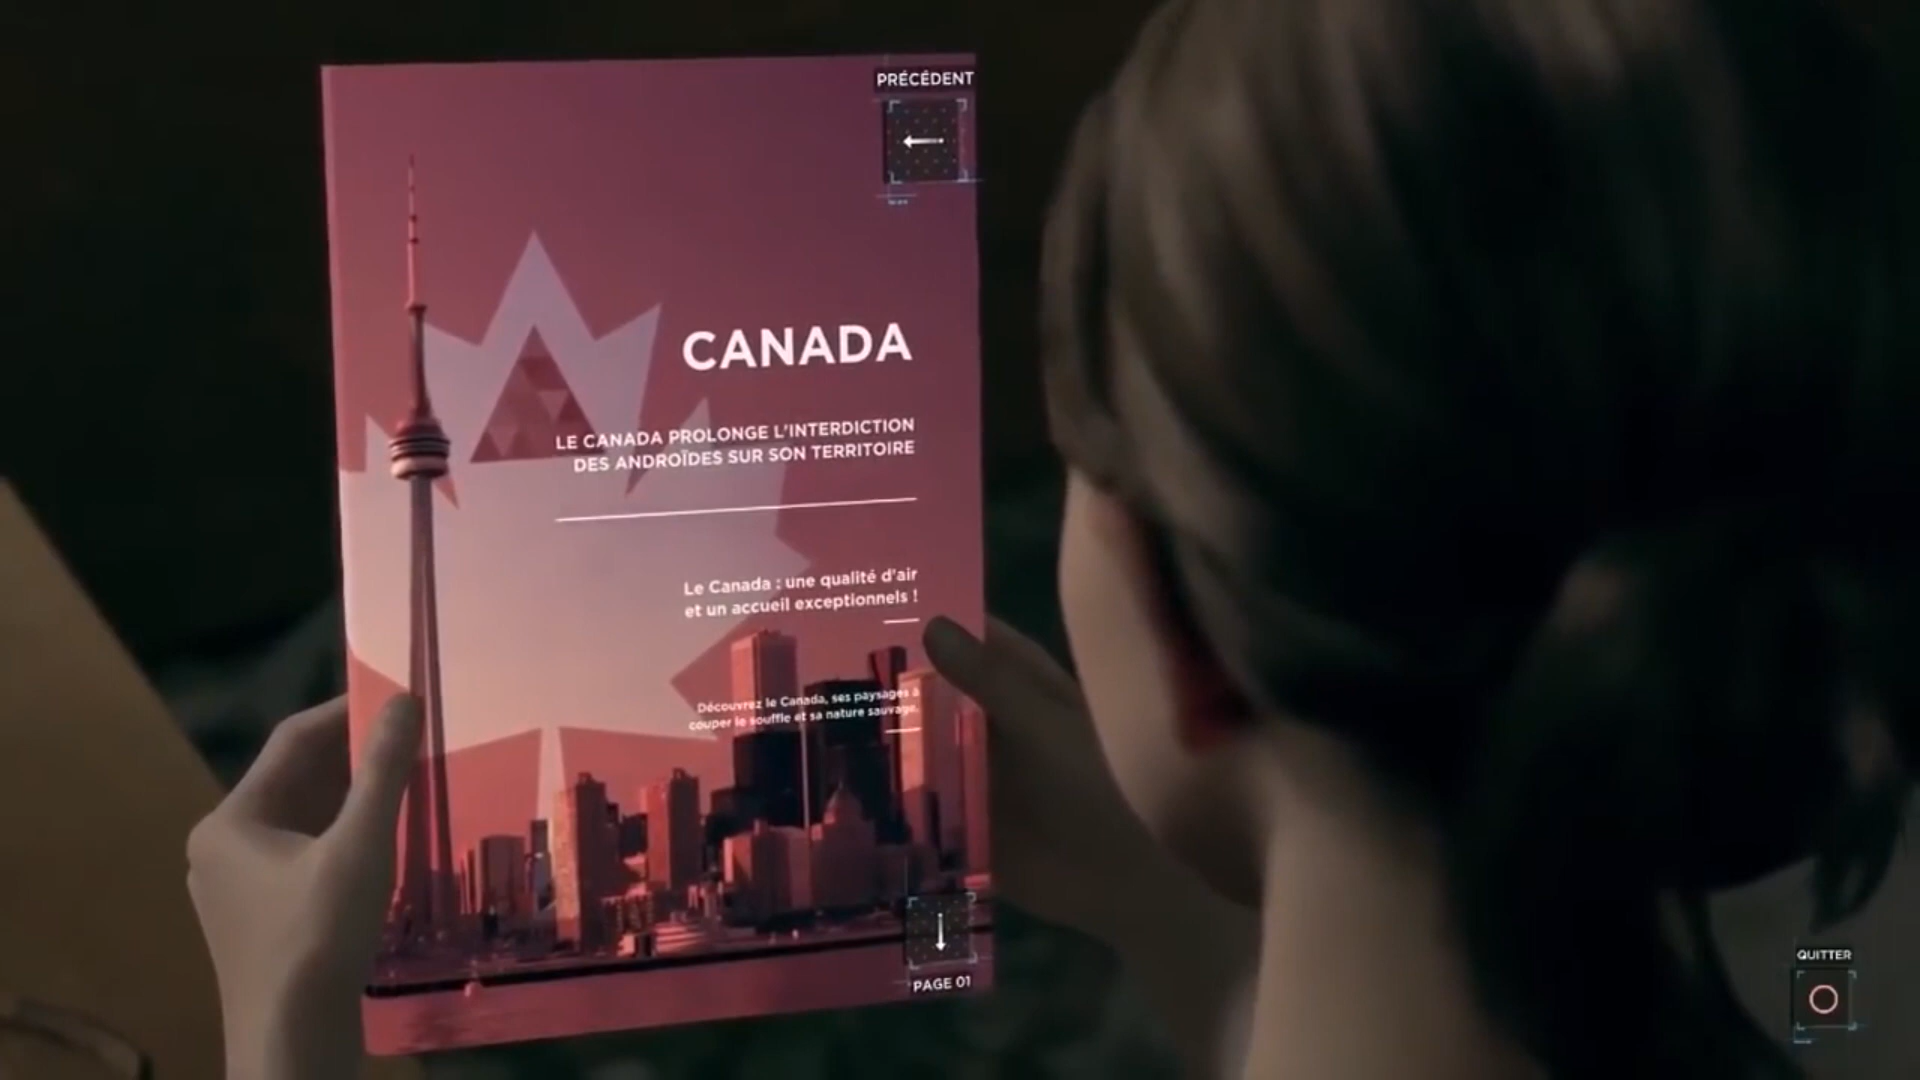 PRÉCÉDENT
CANADA
LE CANADA PROLONGE L'INTERDICTION
DES ANDROÏDES SUR SON TERRITOIRE
Le Canada : une qualité d'air
et un accueil exceptionnels !
Découvrez le Canada, ses paysages à
couper le souffle et sa nature sauvage.
PAGE 01
QUITTER